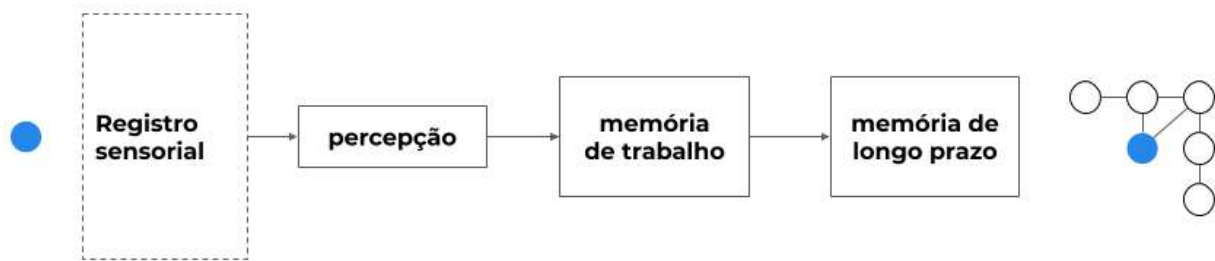 Registro
sensorial
percepção
memória
de trabalho
memória de
longo prazo